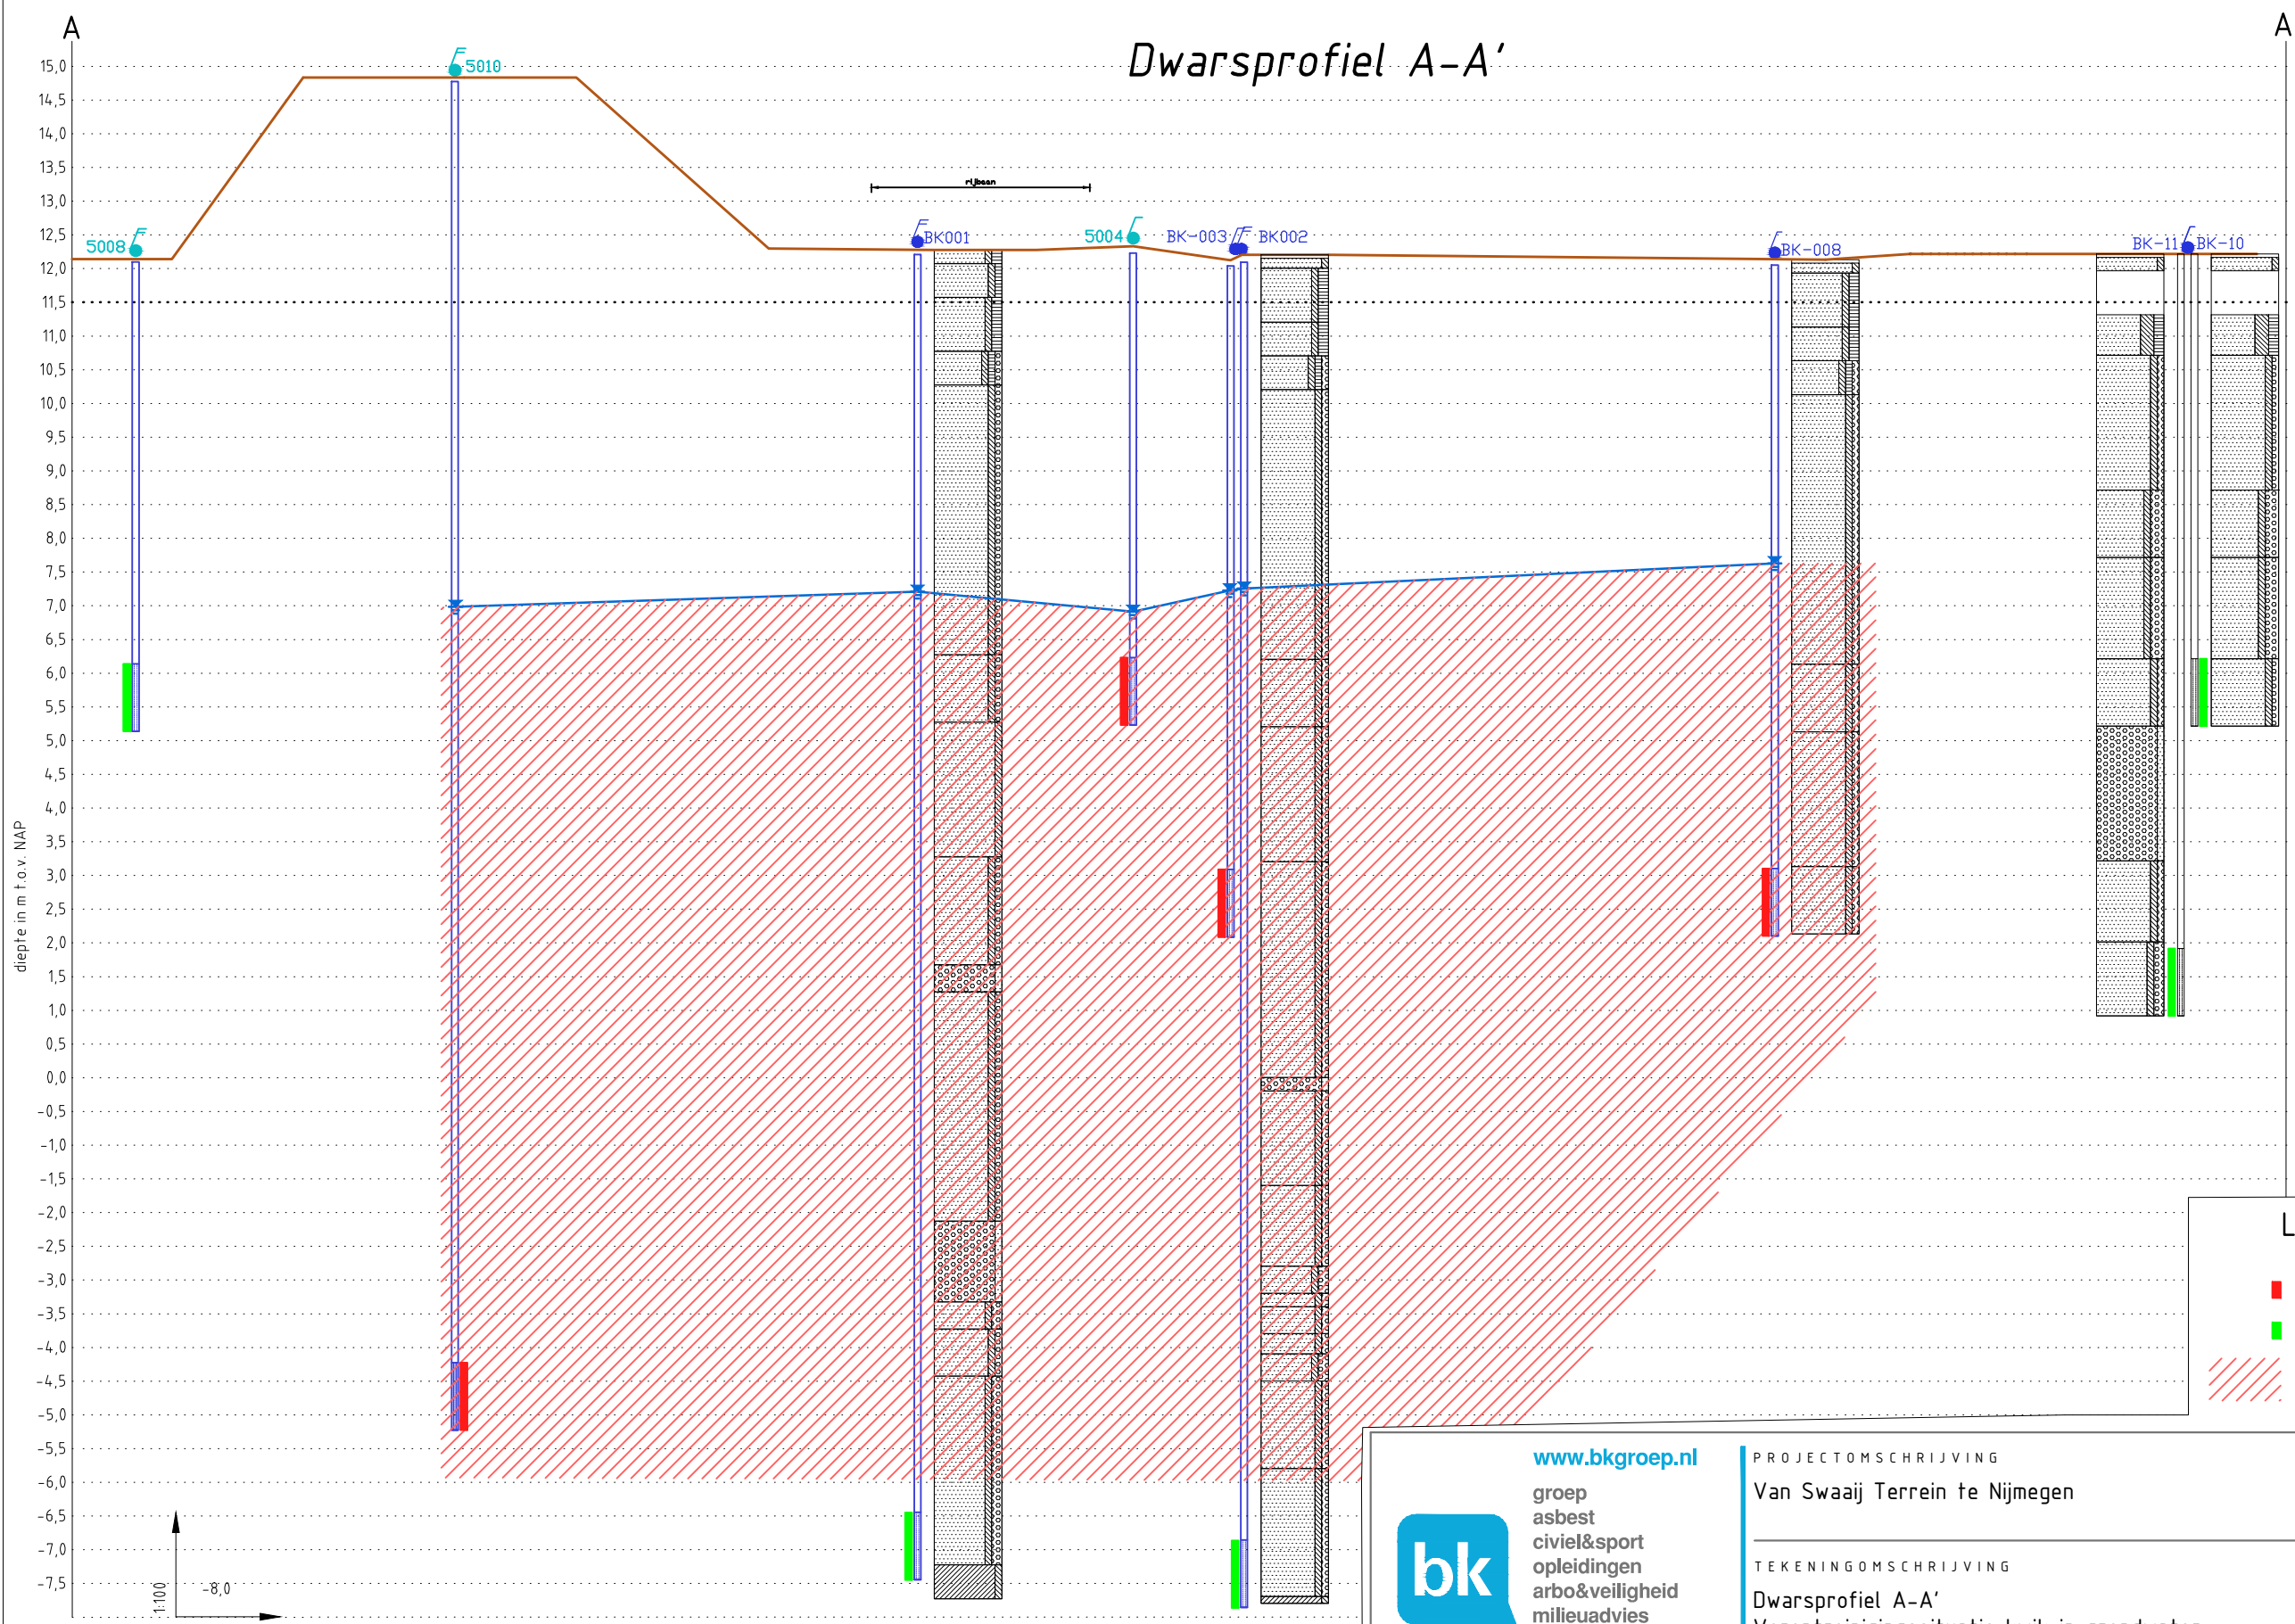 A
A
Dwarsprofiel A-A'
15,0
14,5
14,0
13,5
13,0
12,5
12,0
11,5
11,0
10,5
10,0
9,5
9,0
8,5
8,0
7,5
7,0
6,5
6,0
5,5
5,0
4,5
4,0
3,5
3,0
2,5
2,0
1,5
1,0
0,5
0,0
-0,5
-1,0
-1,5
-2,0
-2,5
-3,0
-3,5
-4,0
-4,5
-5,0
-5,5
-6,0
-6,5
-7,0
-7,5
diepte in m t.o.v. NAP
5008
5010
rijbaan
BK001
5004
BK-003
BK002
BK-008
BK-11
BK-10
1:100
-8,0
L
www.bkgroep.nl
groep
asbest
civiel&sport
opleidingen
arbo&veiligheid
milieuadvies
bk
PROJECTOMSCHRIJVING
Van Swaaij Terrein te Nijmegen
TEKENINGOMSCHRIJVING
Dwarsprofiel A-A'